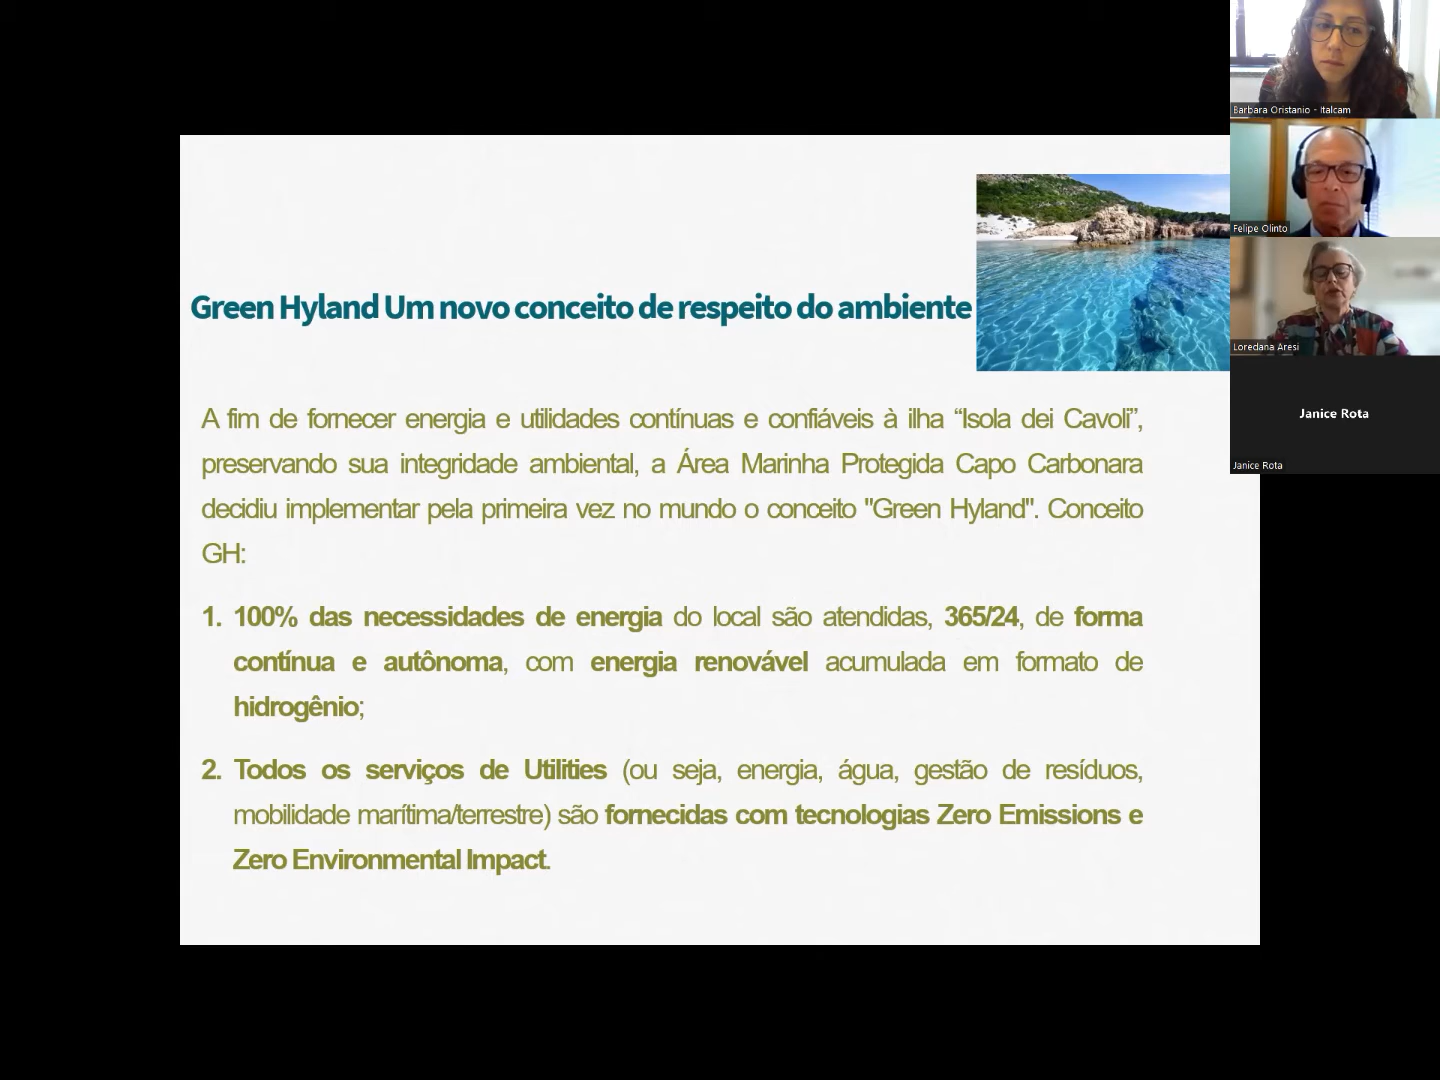 Green Hyland Um novo conceito de respeito do ambiente
A fim de fornecer energia e utilidades contínuas e confiáveis à ilha “Isola dei Cavoli”,
preservando sua integridade ambiental, a Área Marinha Protegida Capo Carbonara
decidiu implementar pela primeira vez no mundo o conceito "Green Hyland". Conceito
GH:
1. 100% das necessidades de energia do local são atendidas, 365/24, de forma
contínua e autônoma, com energia renovável acumulada em formato de
hidrogênio;
2. Todos os serviços de Utilities (ou seja, energia, água, gestão de resíduos,
mobilidade marítima/terrestre) são fornecidas com tecnologias Zero Emissions e
Zero Environmental Impact.
Barbara Oristanio - Italcam
Felipe Olinto
Loredana Aresi
Janice Rota
Janice Rota